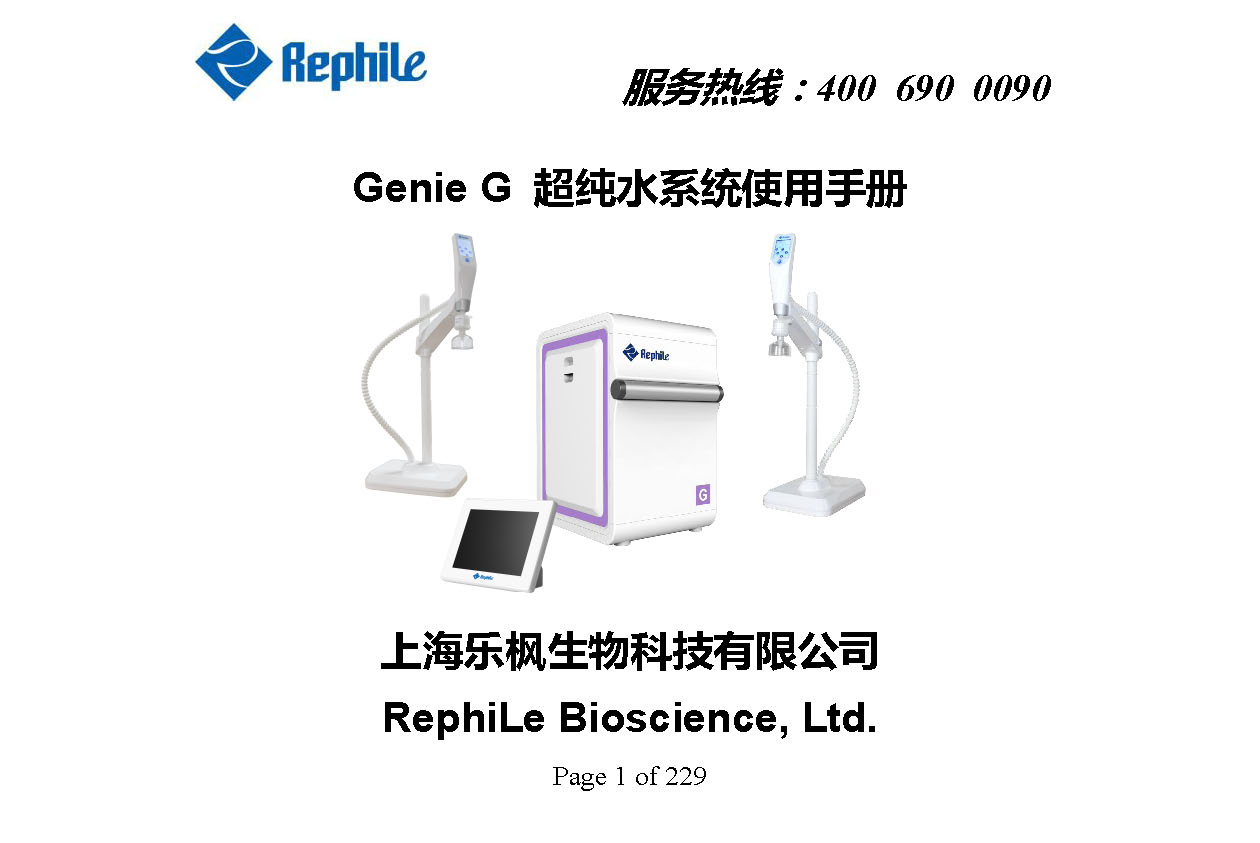 Rephile
服务热线：400 690 0090
Genie G 超纯水系统使用手册
Rephile
G
Rephile
上海乐枫生物科技有限公司
RephiLe Bioscience, Ltd.
Page 1 of 229